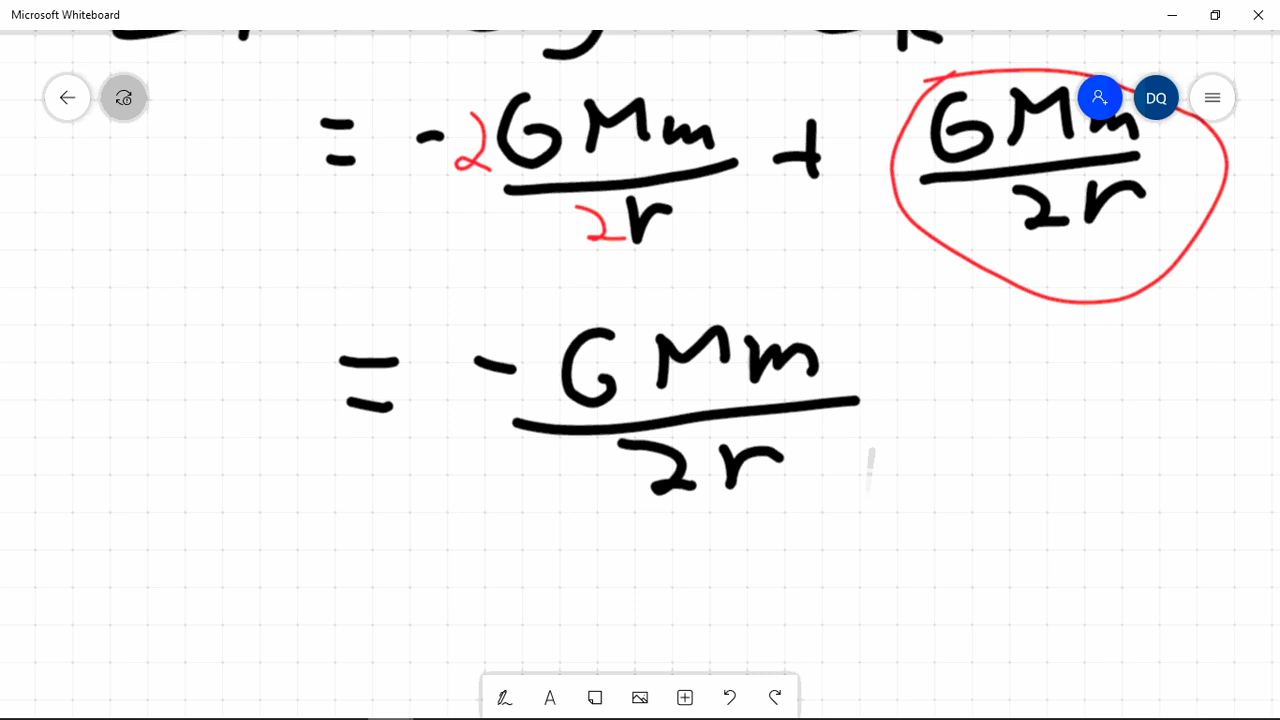 Microsoft Whiteboard
DQ
= - 2GMm / 2r + GMm / 2r
= - GMm / 2r